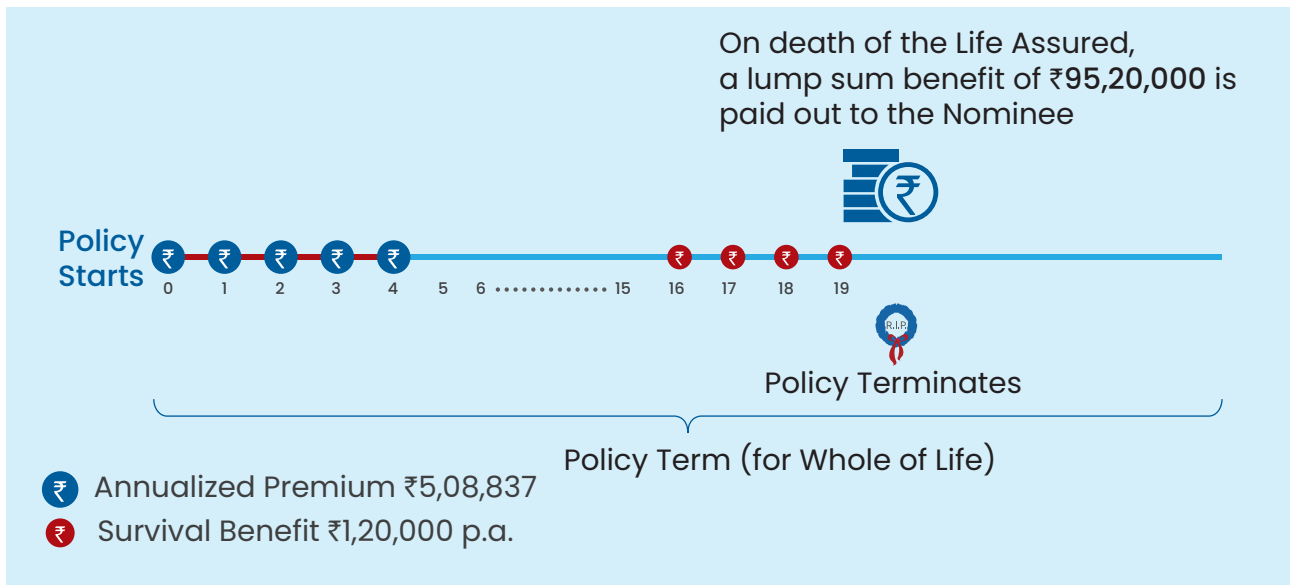 On death of the Life Assured,
a lump sum benefit of ₹95,20,000 is
paid out to the Nominee
₹
Policy
Starts
₹ ₹ ₹ ₹ ₹ ₹ ₹ ₹ ₹
0 1 2 3 4 5 6 ............ 15 16 17 18 19
R.I.P.
Policy Terminates
Policy Term (for Whole of Life)
₹ Annualized Premium ₹5,08,837
₹ Survival Benefit ₹1,20,000 p.a.